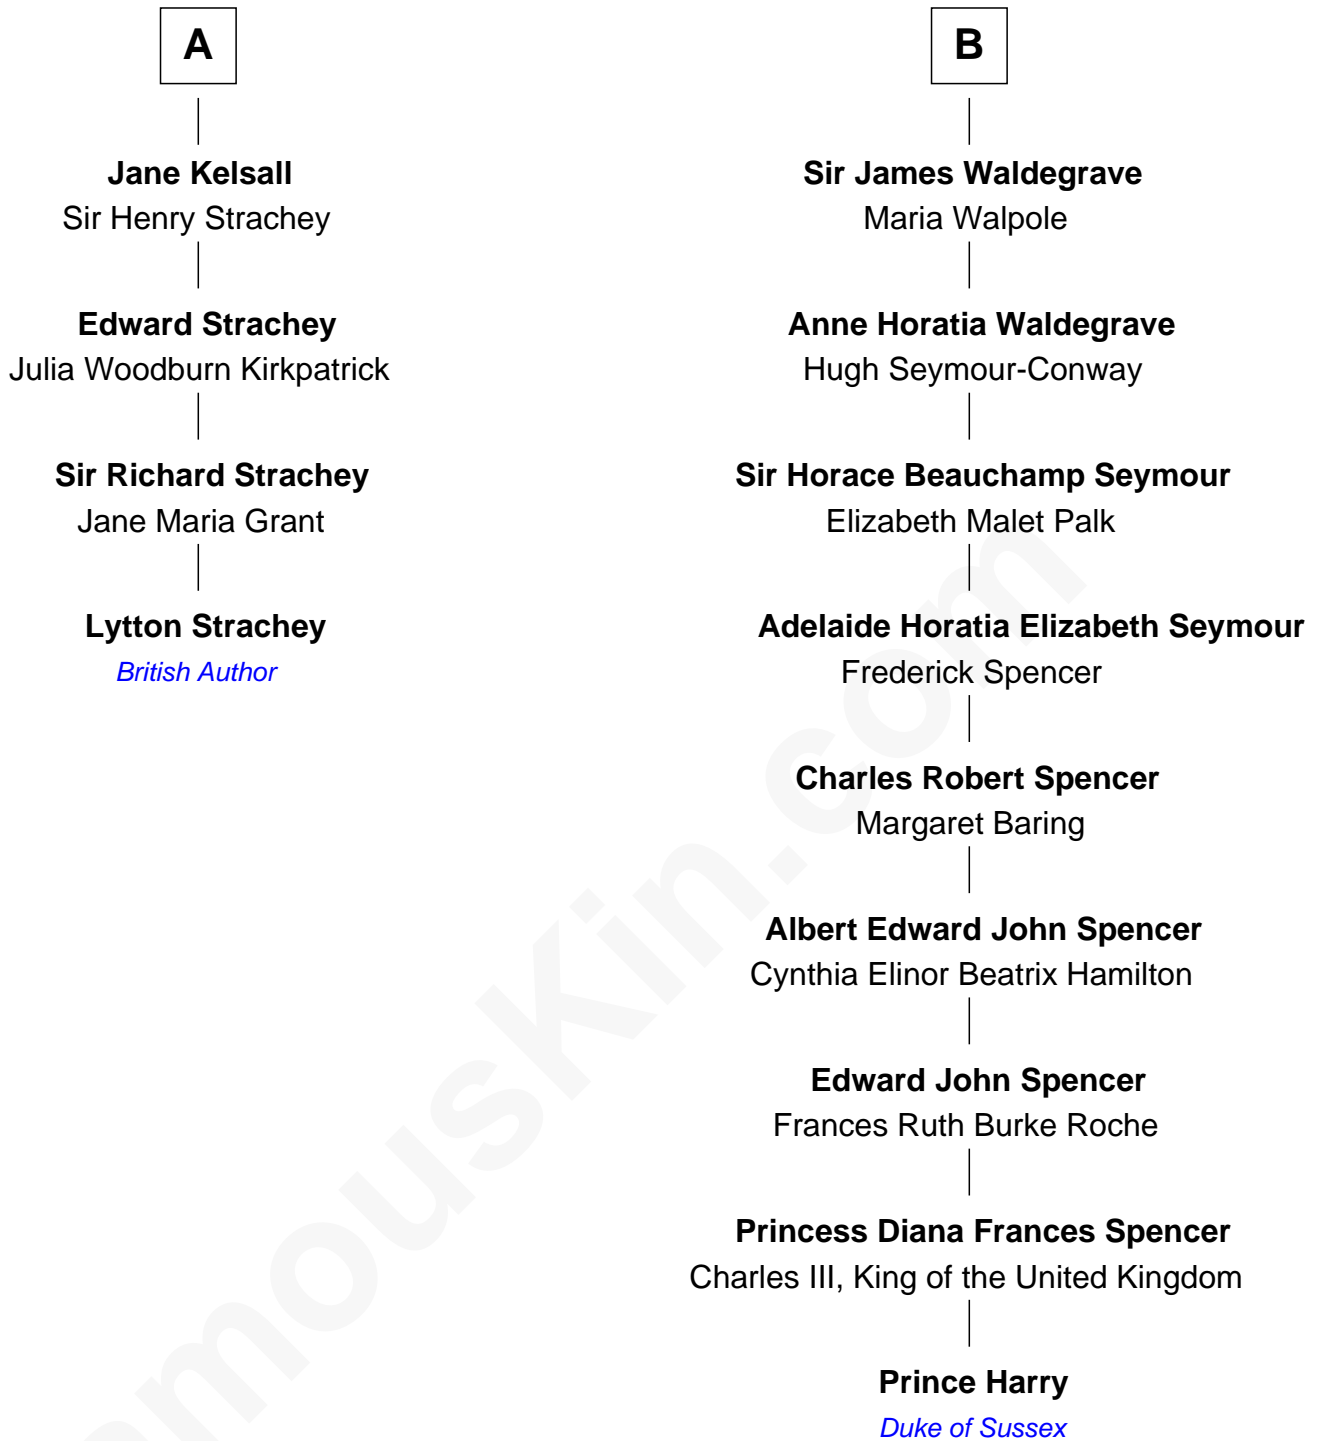 A
Jane Kelsall
Sir Henry Strachey
Edward Strachey
Julia Woodburn Kirkpatrick
Sir Richard Strachey
Jane Maria Grant
Lytton Strachey
British Author
B
Sir James Waldegrave
Maria Walpole
Anne Horatia Waldegrave
Hugh Seymour-Conway
Sir Horace Beauchamp Seymour
Elizabeth Malet Palk
Adelaide Horatia Elizabeth Seymour
Frederick Spencer
Charles Robert Spencer
Margaret Baring
Albert Edward John Spencer
Cynthia Elinor Beatrix Hamilton
Edward John Spencer
Frances Ruth Burke Roche
Princess Diana Frances Spencer
Charles III, King of the United Kingdom
Prince Harry
Duke of Sussex
amouskin.com